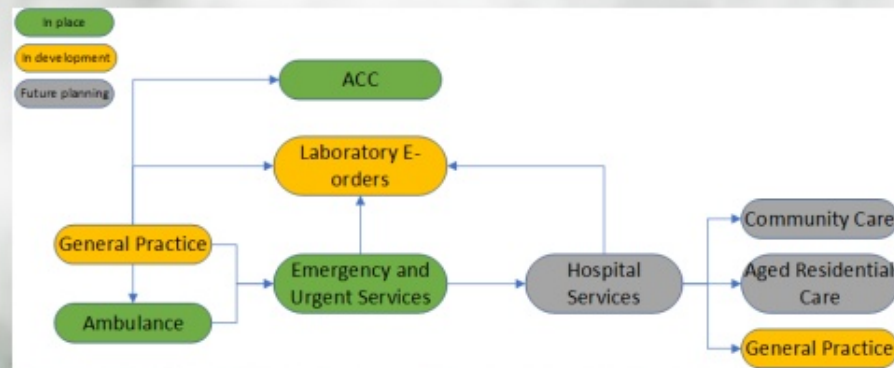 In place
In development
Future planning
ACC
Laboratory E-
orders
General Practice
Ambulance
Emergency and
Urgent Services
Hospital
Services
Community Care
Aged Residential
Care
General Practice